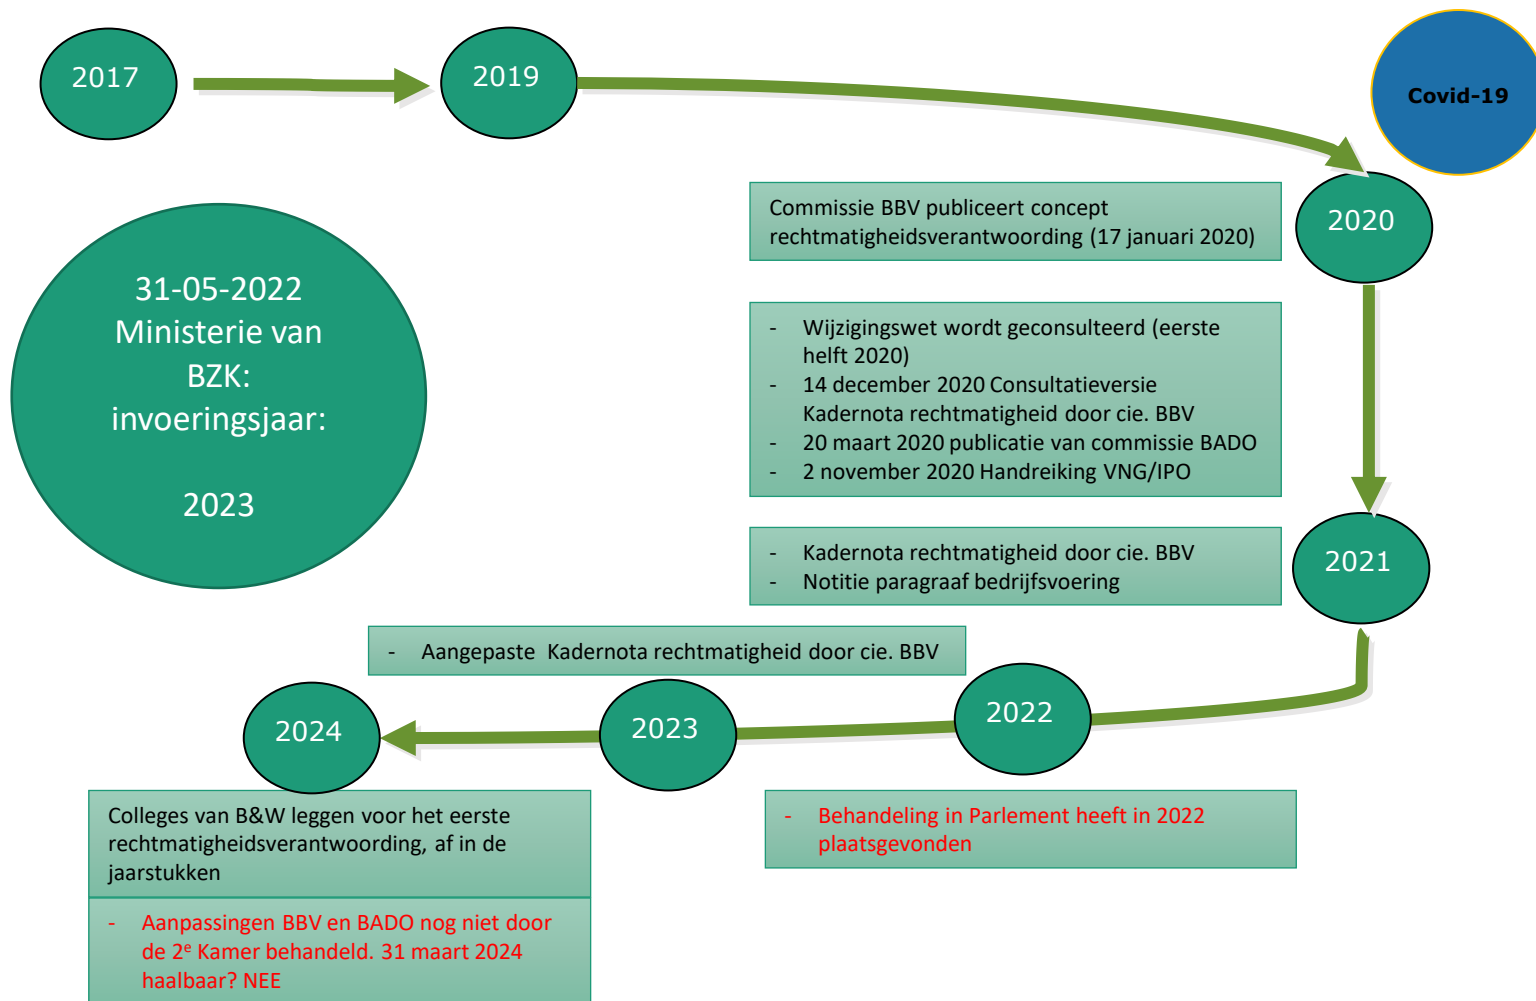 2017
2019
Covid-19
2020
Commissie BBV publiceert concept
rechtmatigheidsverantwoording (17 januari 2020)
31-05-2022
Ministerie van
BZK:
invoeringsjaar:
2023
- Wijzigingswet wordt geconsulteerd (eerste
helft 2020)
- 14 december 2020 Consultatieversie
Kadernota rechtmatigheid door cie. BBV
- 20 maart 2020 publicatie van commissie BADO
- 2 november 2020 Handreiking VNG/IPO
2021
- Kadernota rechtmatigheid door cie. BBV
- Notitie paragraaf bedrijfsvoering
- Aangepaste Kadernota rechtmatigheid door cie. BBV
2022
2023
2024
- Behandeling in Parlement heeft in 2022
plaatsgevonden
Colleges van B&W leggen voor het eerste
rechtmatigheidsverantwoording, af in de
jaarstukken
- Aanpassingen BBV en BADO nog niet door
de 2e Kamer behandeld. 31 maart 2024
haalbaar? NEE